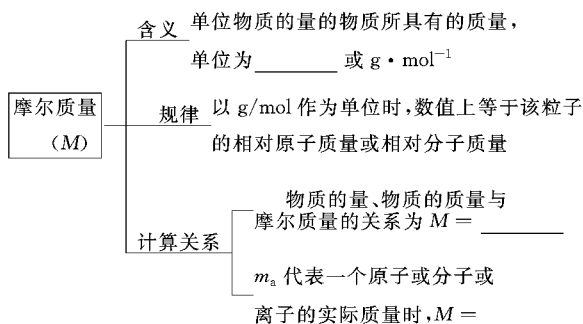 含义 单位物质的量的物质所具有的质量，
单位为________ 或 g·mol⁻¹
摩尔质量
(M)
规律 以 g/mol 作为单位时，数值上等于该粒子
的相对原子质量或相对分子质量
计算关系
物质的量、物质的质量与
摩尔质量的关系为 M = ________
mₐ 代表一个原子或分子或
离子的实际质量时，M =